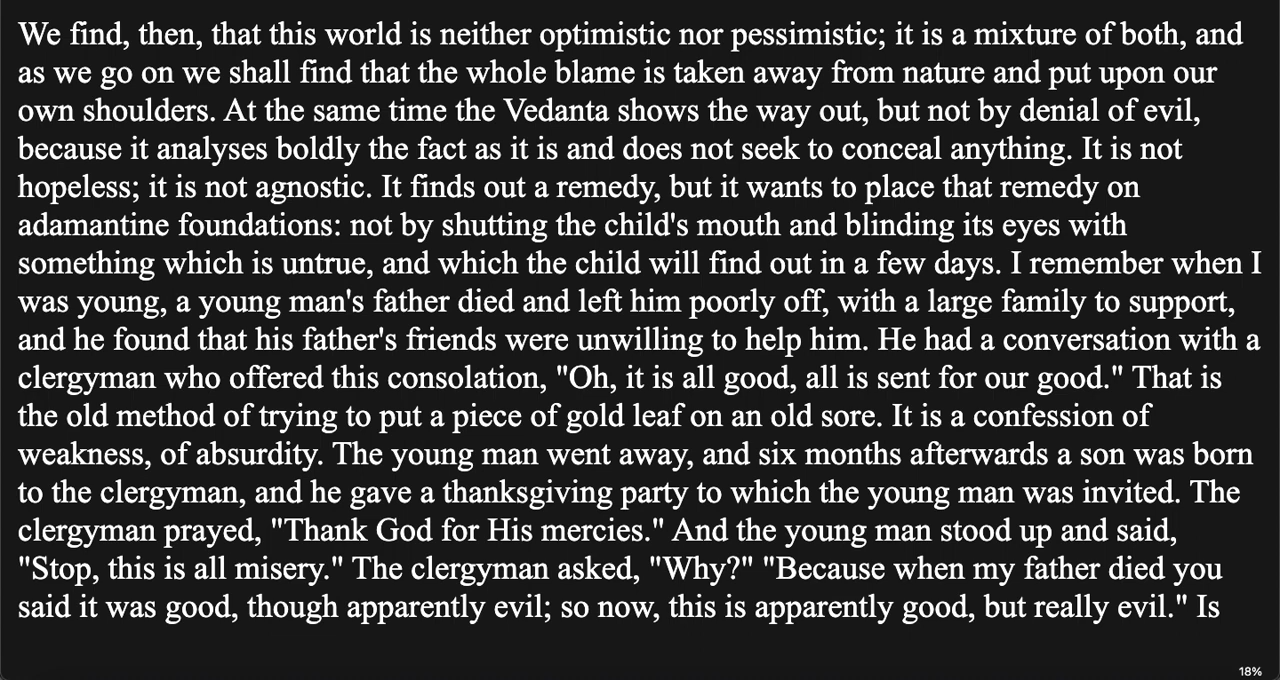 We find, then, that this world is neither optimistic nor pessimistic; it is a mixture of both, and
as we go on we shall find that the whole blame is taken away from nature and put upon our
own shoulders. At the same time the Vedanta shows the way out, but not by denial of evil,
because it analyses boldly the fact as it is and does not seek to conceal anything. It is not
hopeless; it is not agnostic. It finds out a remedy, but it wants to place that remedy on
adamantine foundations: not by shutting the child's mouth and blinding its eyes with
something which is untrue, and which the child will find out in a few days. I remember when I
was young, a young man's father died and left him poorly off, with a large family to support,
and he found that his father's friends were unwilling to help him. He had a conversation with a
clergyman who offered this consolation, "Oh, it is all good, all is sent for our good." That is
the old method of trying to put a piece of gold leaf on an old sore. It is a confession of
weakness, of absurdity. The young man went away, and six months afterwards a son was born
to the clergyman, and he gave a thanksgiving party to which the young man was invited. The
clergyman prayed, "Thank God for His mercies." And the young man stood up and said,
"Stop, this is all misery." The clergyman asked, "Why?" "Because when my father died you
said it was good, though apparently evil; so now, this is apparently good, but really evil." Is
18%